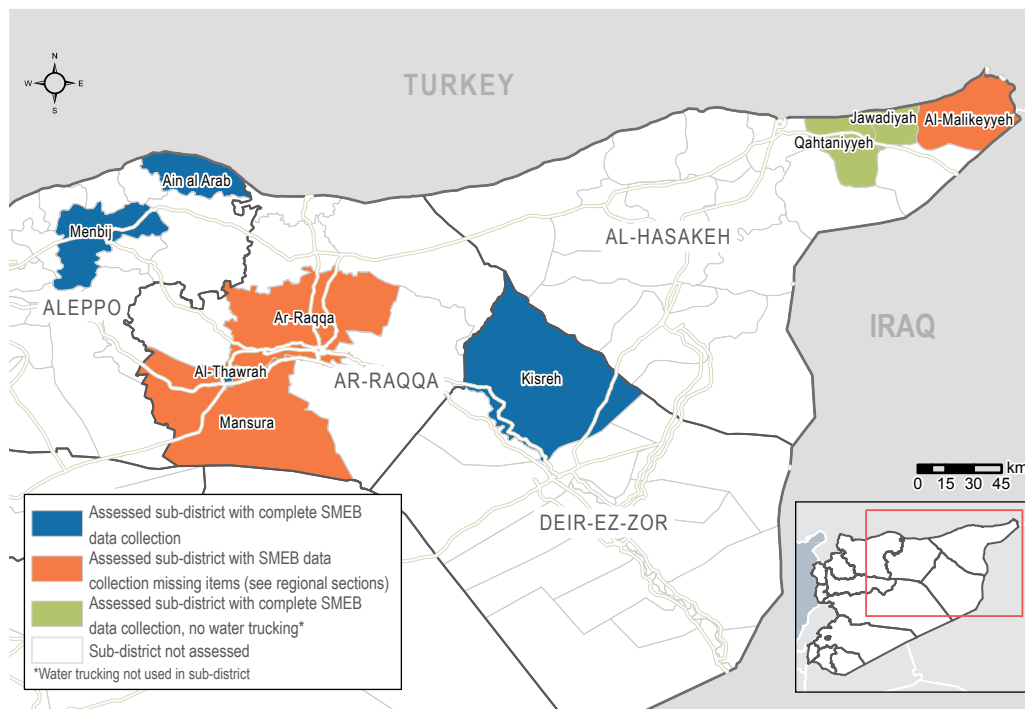 N
W E
S
TURKEY
Jawadiyah
Al-Malikeyyeh
Qahtaniyyeh
Ain al Arab
Menbij
AL-HASAKEH
ALEPPO
Ar-Raqqa
IRAQ
Al-Thawrah
AR-RAQQA
Kisreh
Mansura
km
0 15 30 45
DEIR-EZ-ZOR
Assessed sub-district with complete SMEB
data collection
Assessed sub-district with SMEB data
collection missing items (see regional sections)
Assessed sub-district with complete SMEB
data collection, no water trucking*
Sub-district not assessed
*Water trucking not used in sub-district